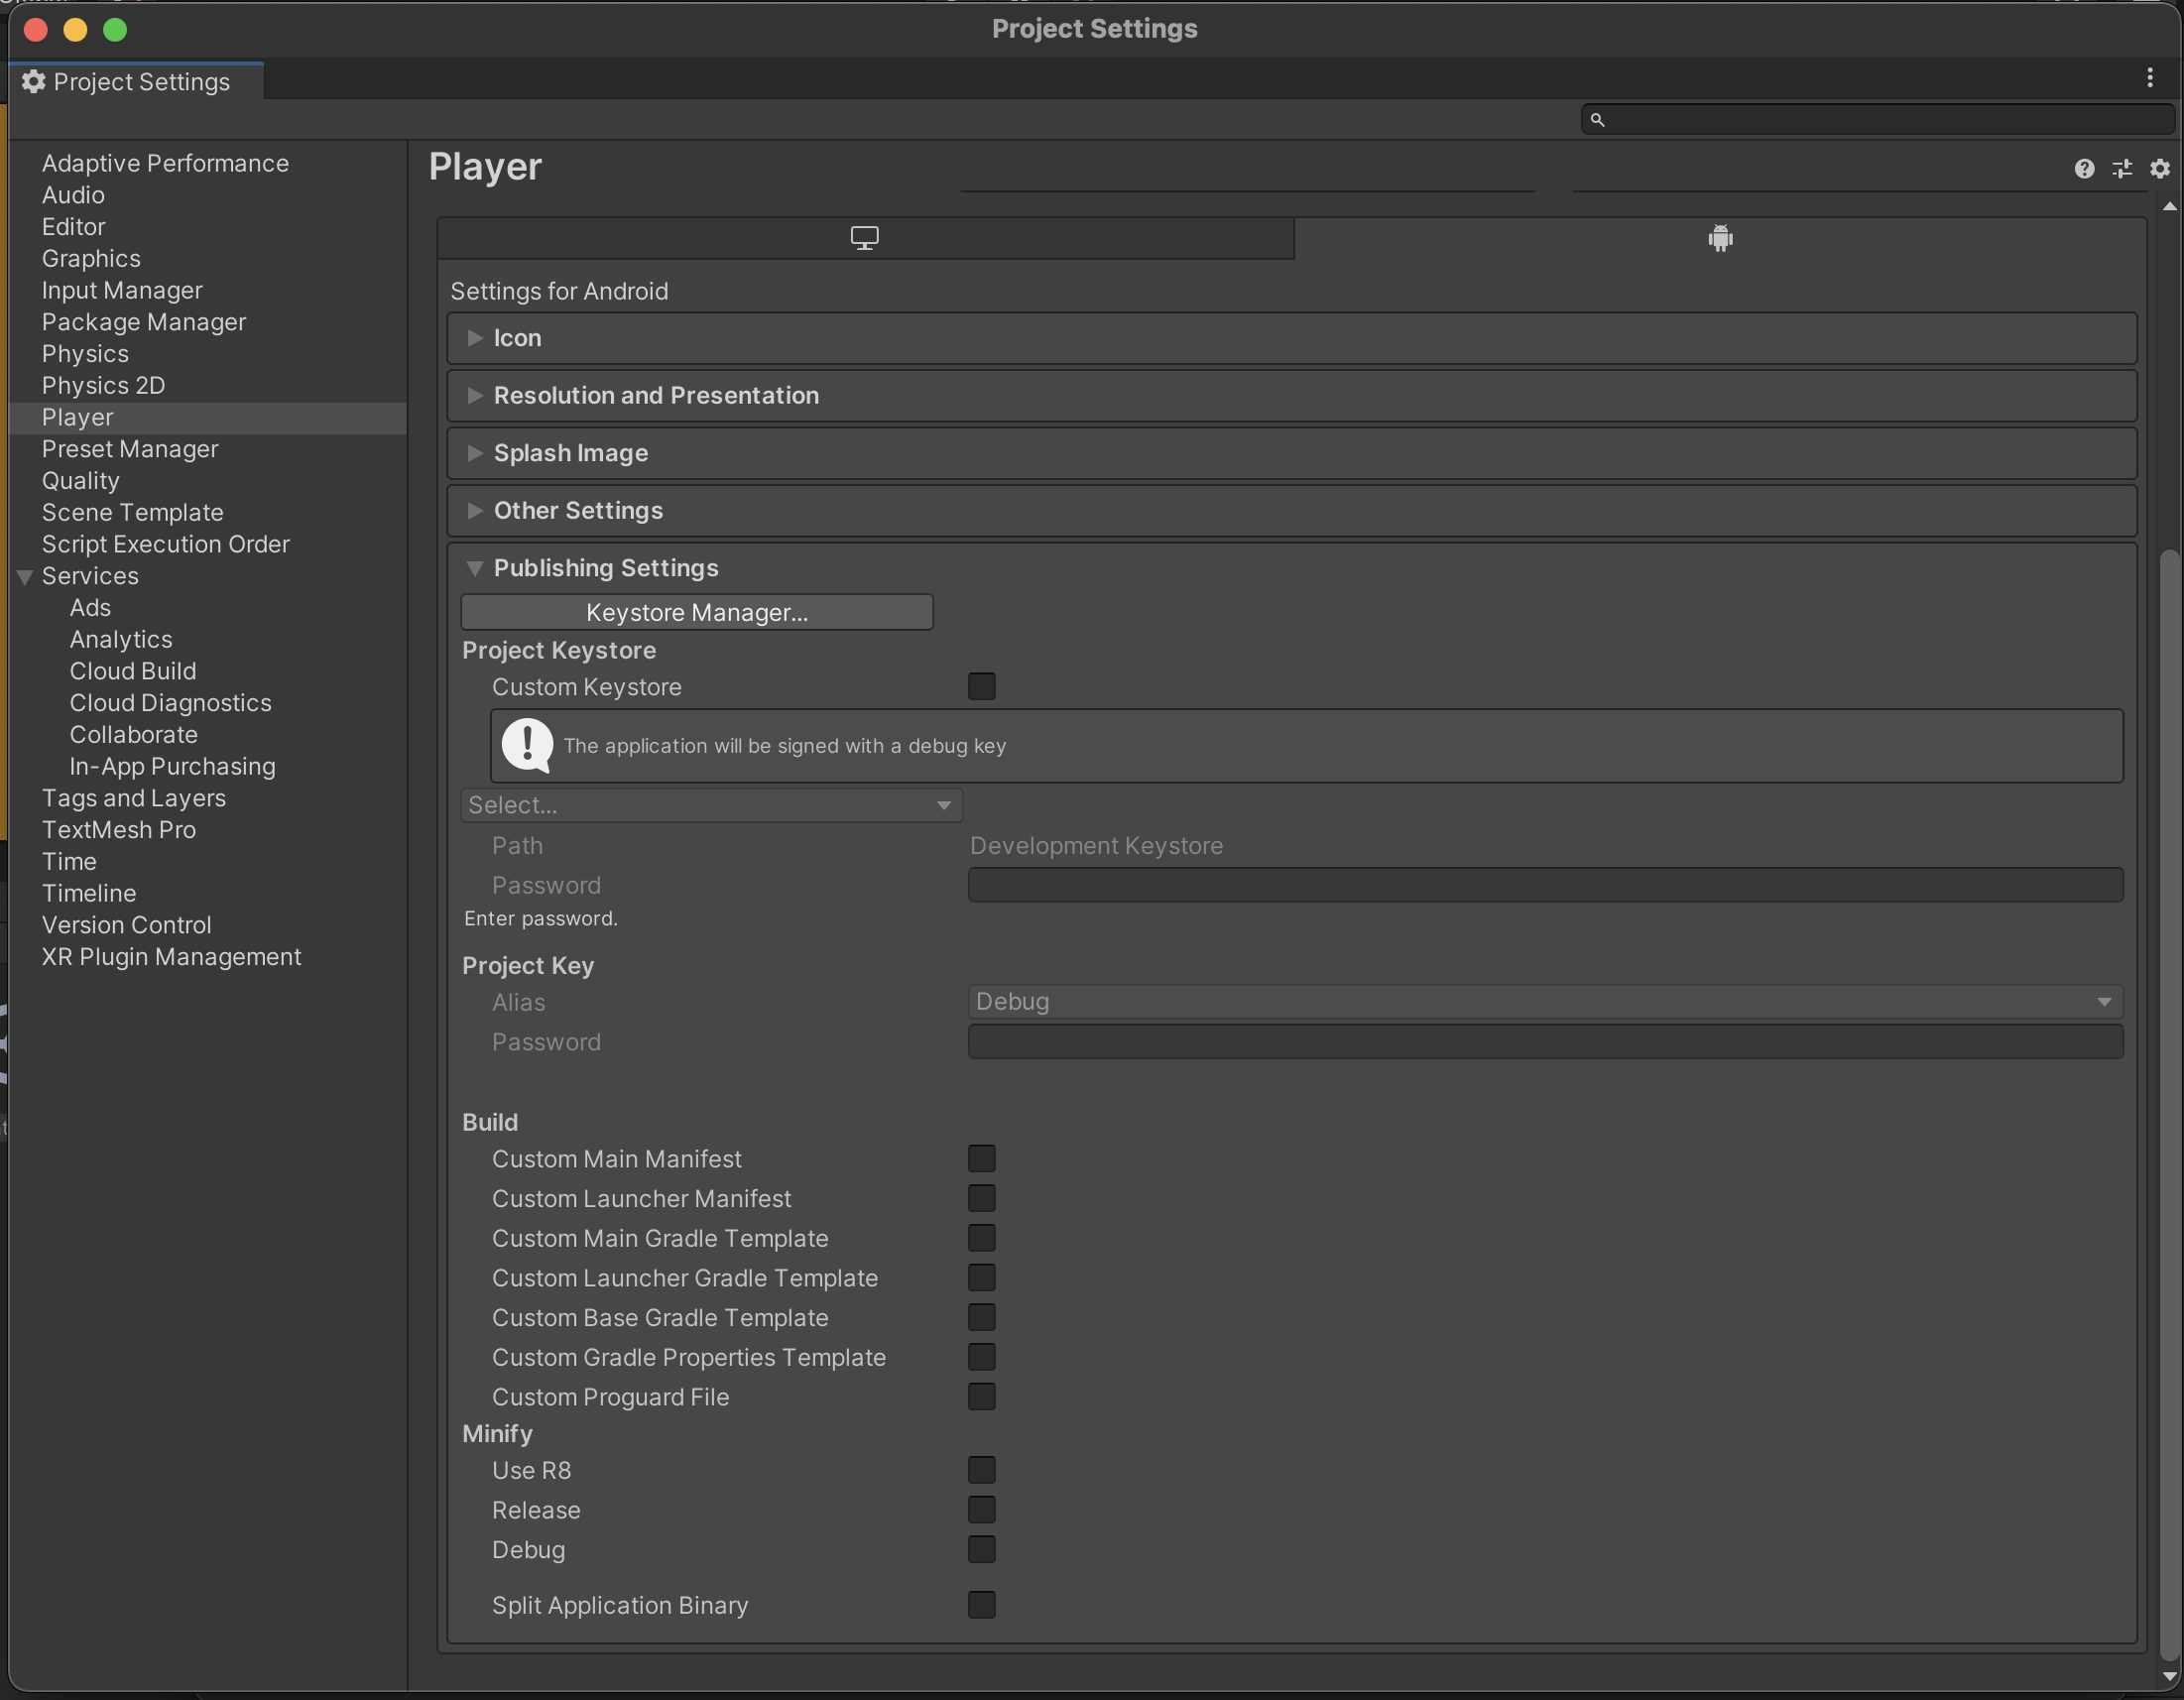 Project Settings
Project Settings
Adaptive Performance
Audio
Editor
Graphics
Input Manager
Package Manager
Physics
Physics 2D
Player
Preset Manager
Quality
Scene Template
Script Execution Order
Services
Ads
Analytics
Cloud Build
Cloud Diagnostics
Collaborate
In-App Purchasing
Tags and Layers
TextMesh Pro
Time
Timeline
Version Control
XR Plugin Management
Player
Settings for Android
Icon
Resolution and Presentation
Splash Image
Other Settings
Publishing Settings
Keystore Manager...
Project Keystore
Custom Keystore
The application will be signed with a debug key
Select...
Path Development Keystore
Password
Enter password.
Project Key
Alias Debug
Password
Build
Custom Main Manifest
Custom Launcher Manifest
Custom Main Gradle Template
Custom Launcher Gradle Template
Custom Base Gradle Template
Custom Gradle Properties Template
Custom Proguard File
Minify
Use R8
Release
Debug
Split Application Binary